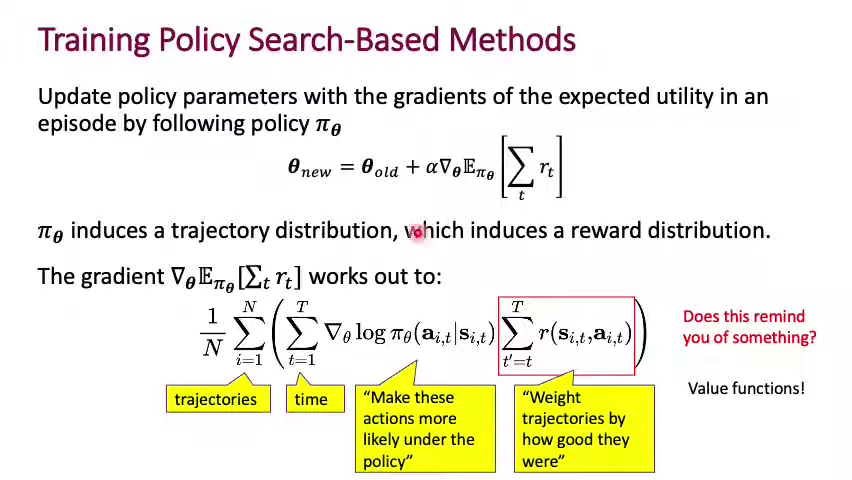 Training Policy Search-Based Methods
Update policy parameters with the gradients of the expected utility in an
episode by following policy π_θ
θ_new = θ_old + α∇_θ 𝔼_{π_θ} [∑_t r_t]
π_θ induces a trajectory distribution, which induces a reward distribution.
The gradient ∇_θ 𝔼_{π_θ}[∑_t r_t] works out to:
1/N ∑_{i=1}^{N} (∑_{t=1}^{T} ∇_θ log π_θ(a_{i,t}|s_{i,t}) ∑_{t'=t}^{T} r(s_{i,t},a_{i,t}))
Does this remind
you of something?
Value functions!
trajectories
time
“Make these
actions more
likely under the
policy”
“Weight
trajectories by
how good they
were”